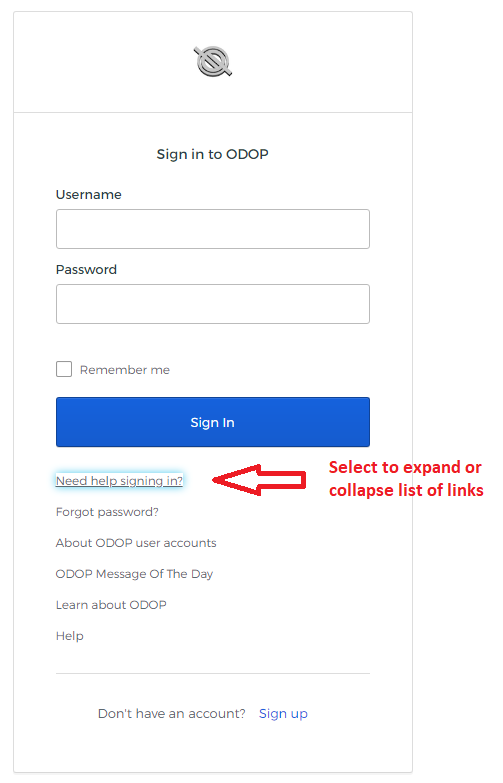 Sign in to ODOP
Username
Password
Remember me
Sign In
Need help signing in?
Select to expand or
collapse list of links
Forgot password?
About ODOP user accounts
ODOP Message Of The Day
Learn about ODOP
Help
Don't have an account? Sign up